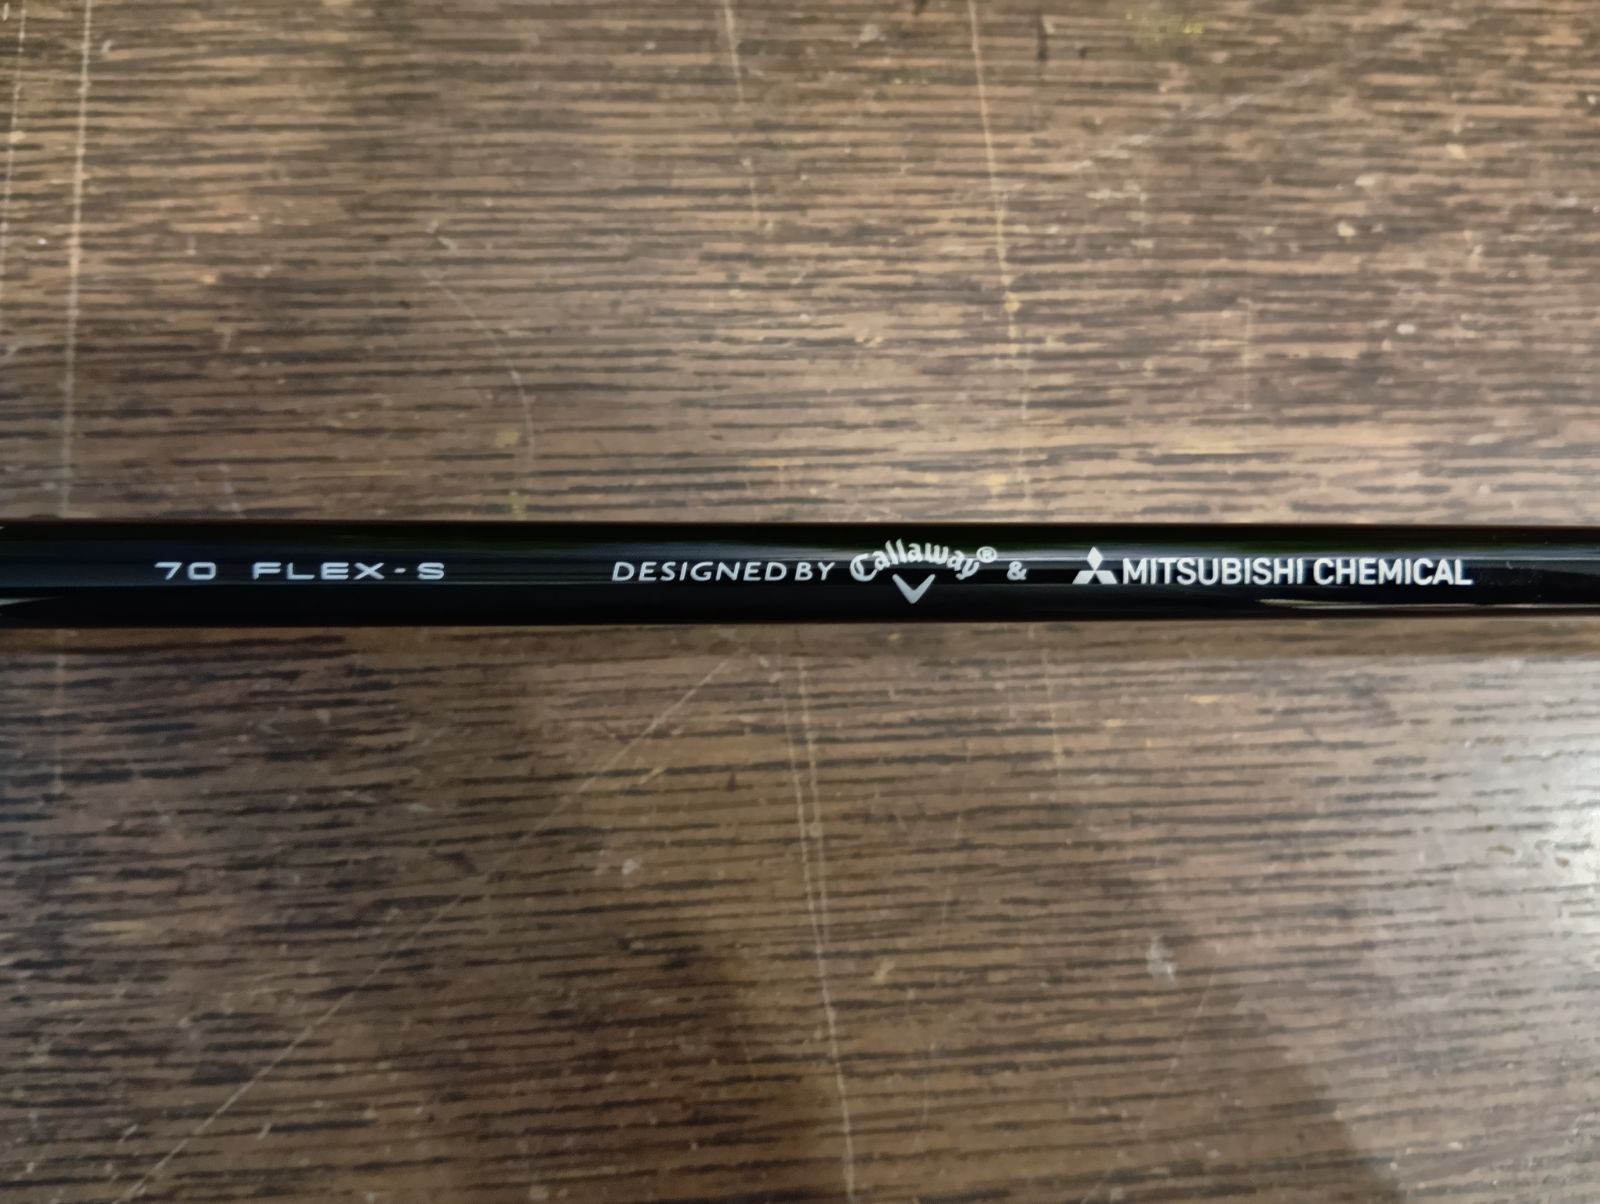 70 FLEX-S DESIGNED BY Callaway® & MITSUBISHI CHEMICAL